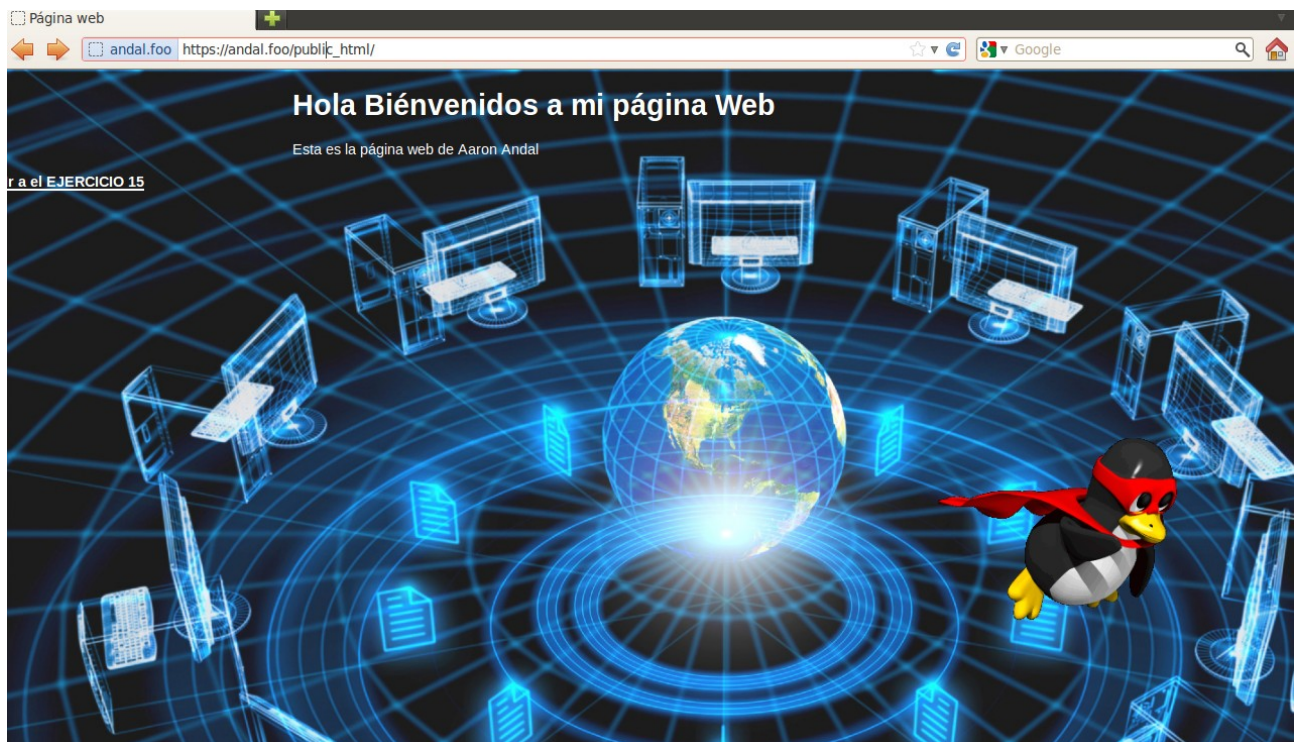 Página web
andal.foo https://andal.foo/public_html/ Google
Hola Biénvenidos a mi página Web
Esta es la página web de Aaron Andal
r a el EJERCICIO 15